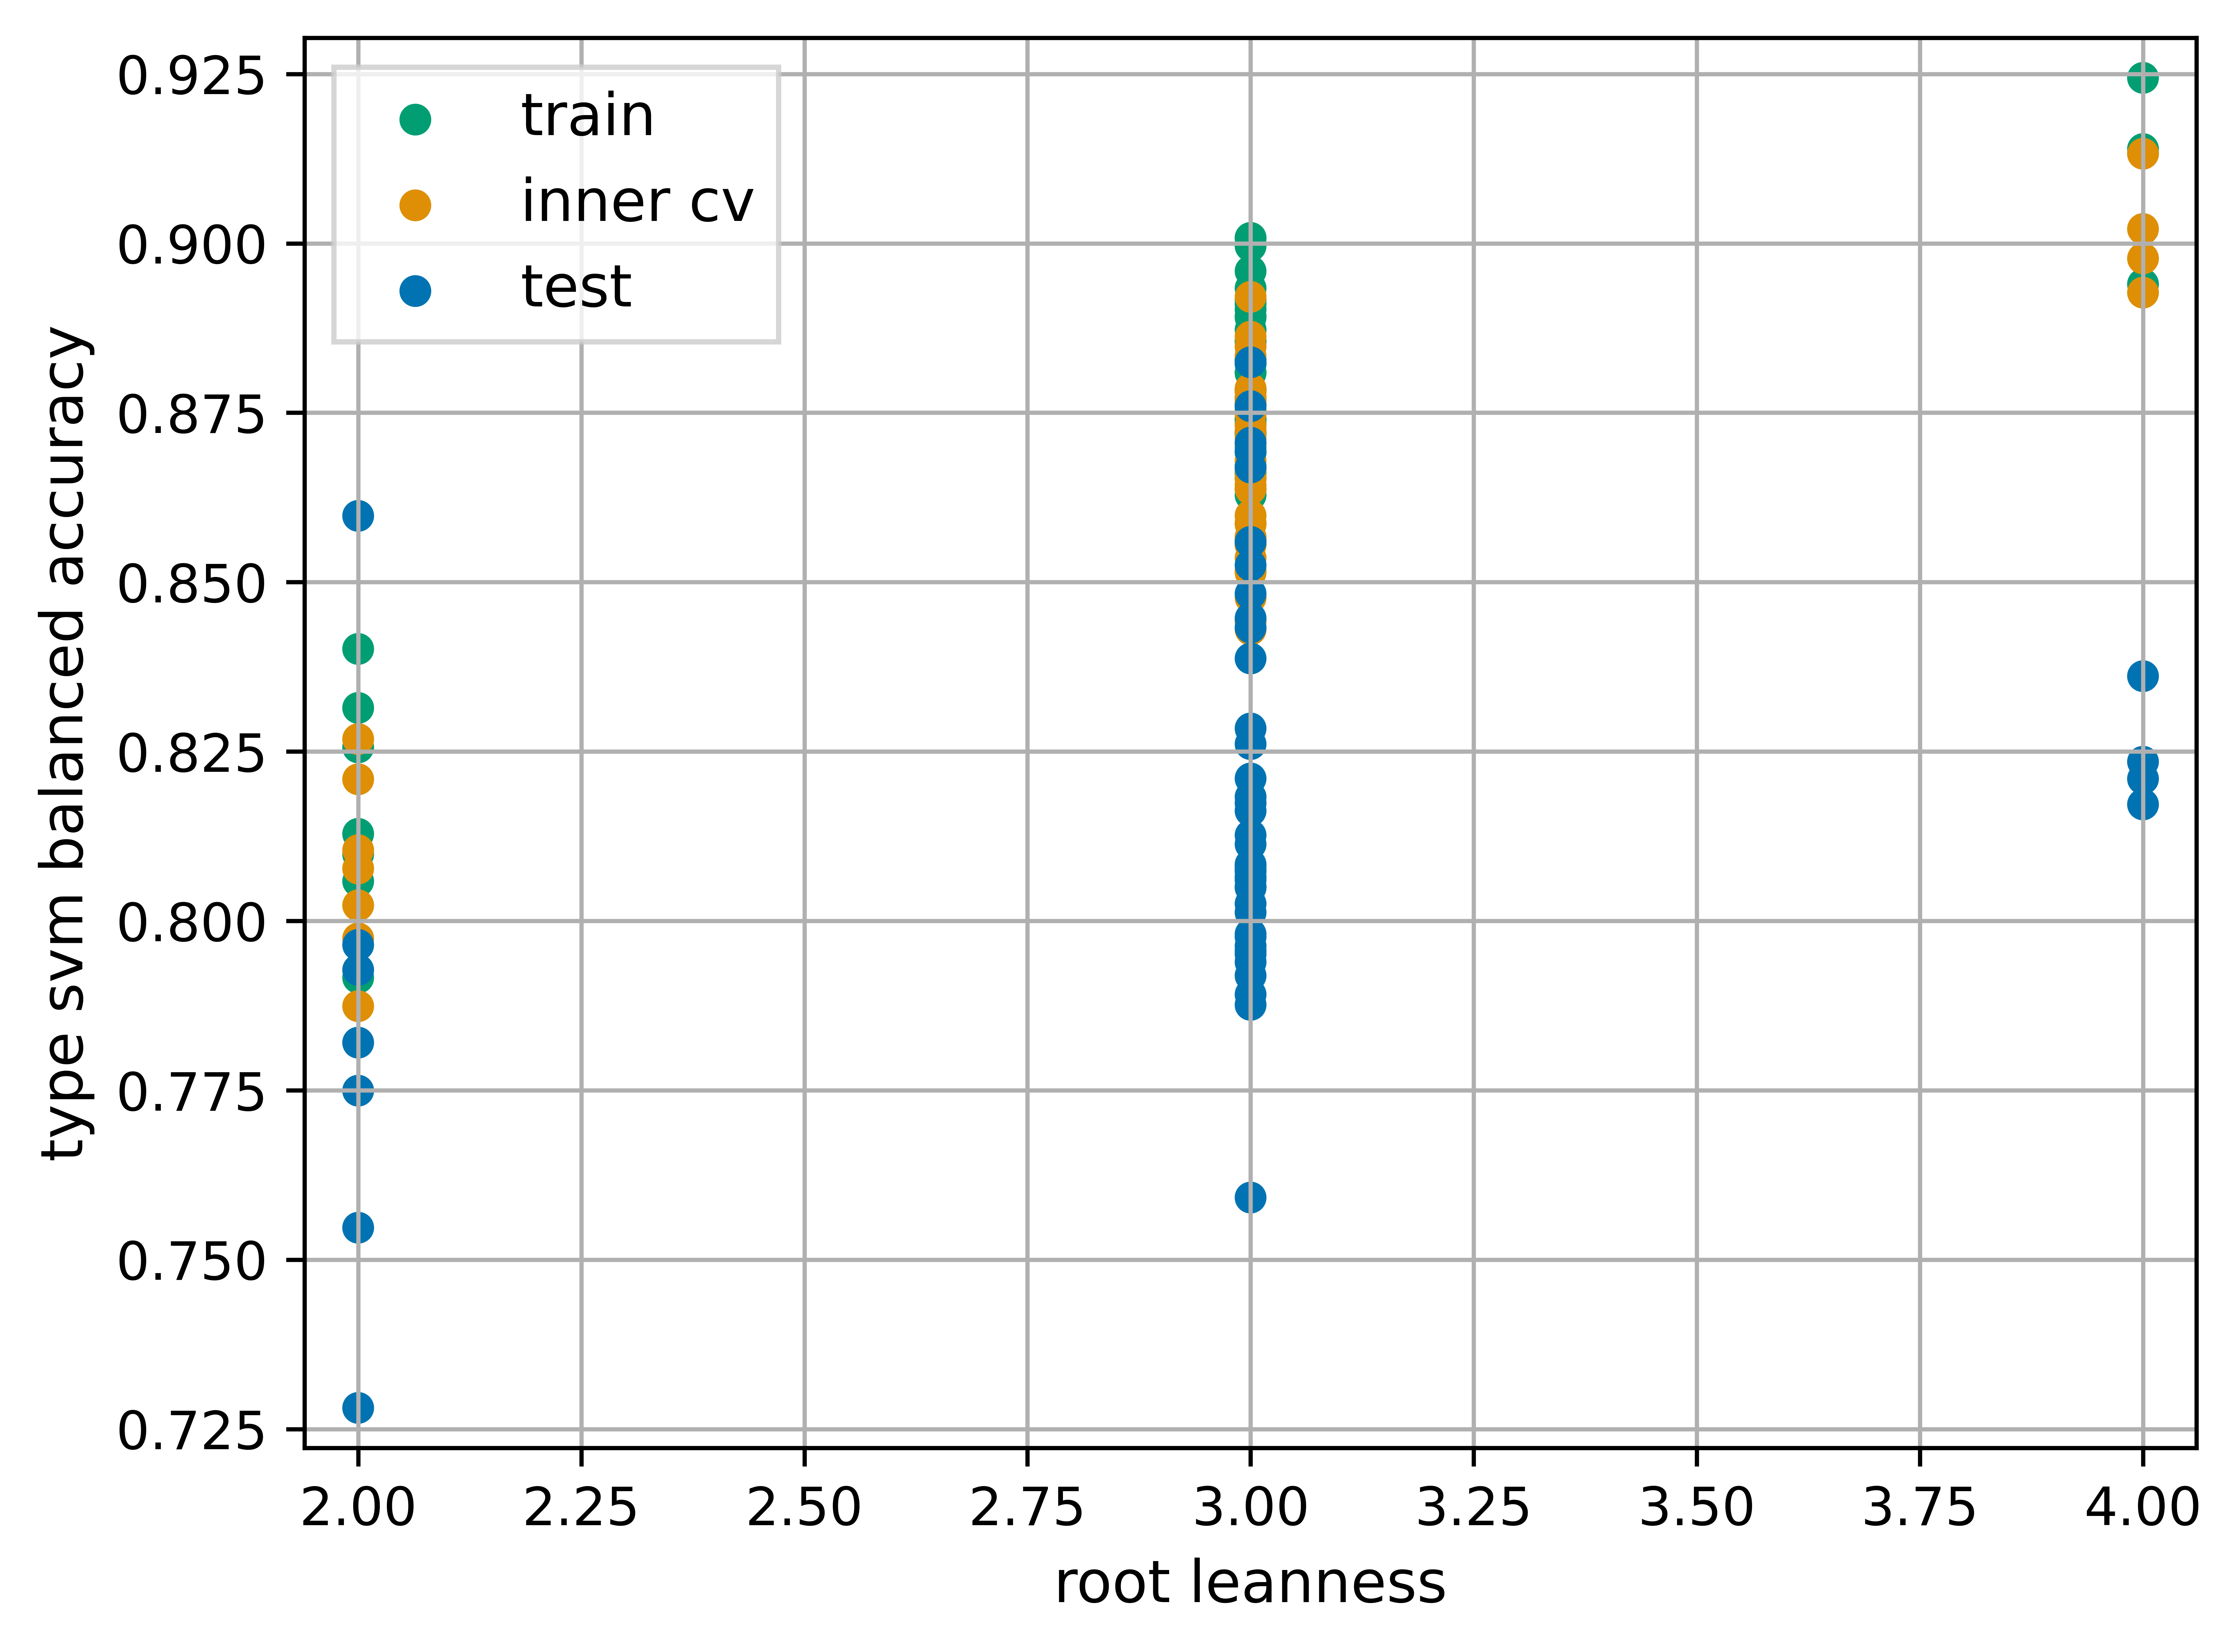 0.925
0.900
0.875
0.850
0.825
0.800
0.775
0.750
0.725
type svm balanced accuracy
train
inner cv
test
2.00 2.25 2.50 2.75 3.00 3.25 3.50 3.75 4.00
root leanness